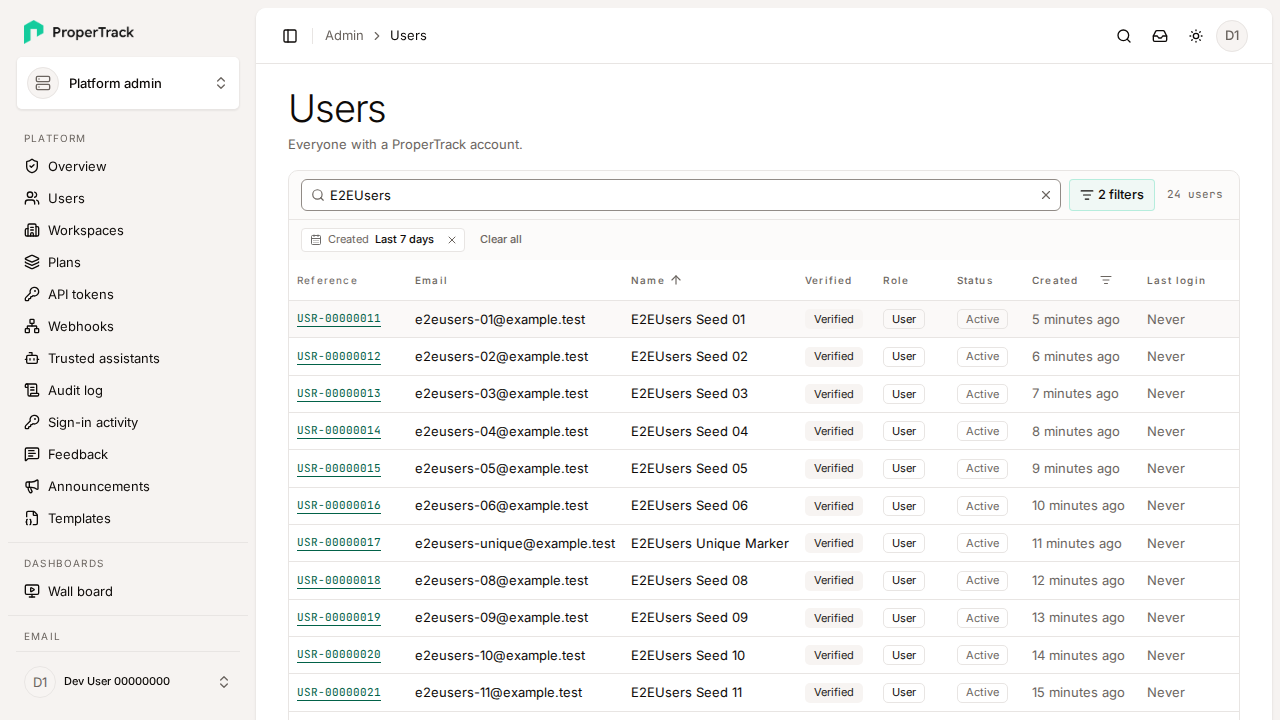 ProperTrack
Platform admin
PLATFORM
Overview
Users
Workspaces
Plans
API tokens
Webhooks
Trusted assistants
Audit log
Sign-in activity
Feedback
Announcements
Templates
DASHBOARDS
Wall board
EMAIL
D1 Dev User 00000000
Admin > Users
D1
Users
Everyone with a ProperTrack account.
E2EUsers
2 filters
24 users
Created Last 7 days
Clear all
Reference Email Name Verified Role Status Created Last login
USR-00000011 e2eusers-01@example.test E2EUsers Seed 01 Verified User Active 5 minutes ago Never
USR-00000012 e2eusers-02@example.test E2EUsers Seed 02 Verified User Active 6 minutes ago Never
USR-00000013 e2eusers-03@example.test E2EUsers Seed 03 Verified User Active 7 minutes ago Never
USR-00000014 e2eusers-04@example.test E2EUsers Seed 04 Verified User Active 8 minutes ago Never
USR-00000015 e2eusers-05@example.test E2EUsers Seed 05 Verified User Active 9 minutes ago Never
USR-00000016 e2eusers-06@example.test E2EUsers Seed 06 Verified User Active 10 minutes ago Never
USR-00000017 e2eusers-unique@example.test E2EUsers Unique Marker Verified User Active 11 minutes ago Never
USR-00000018 e2eusers-08@example.test E2EUsers Seed 08 Verified User Active 12 minutes ago Never
USR-00000019 e2eusers-09@example.test E2EUsers Seed 09 Verified User Active 13 minutes ago Never
USR-00000020 e2eusers-10@example.test E2EUsers Seed 10 Verified User Active 14 minutes ago Never
USR-00000021 e2eusers-11@example.test E2EUsers Seed 11 Verified User Active 15 minutes ago Never